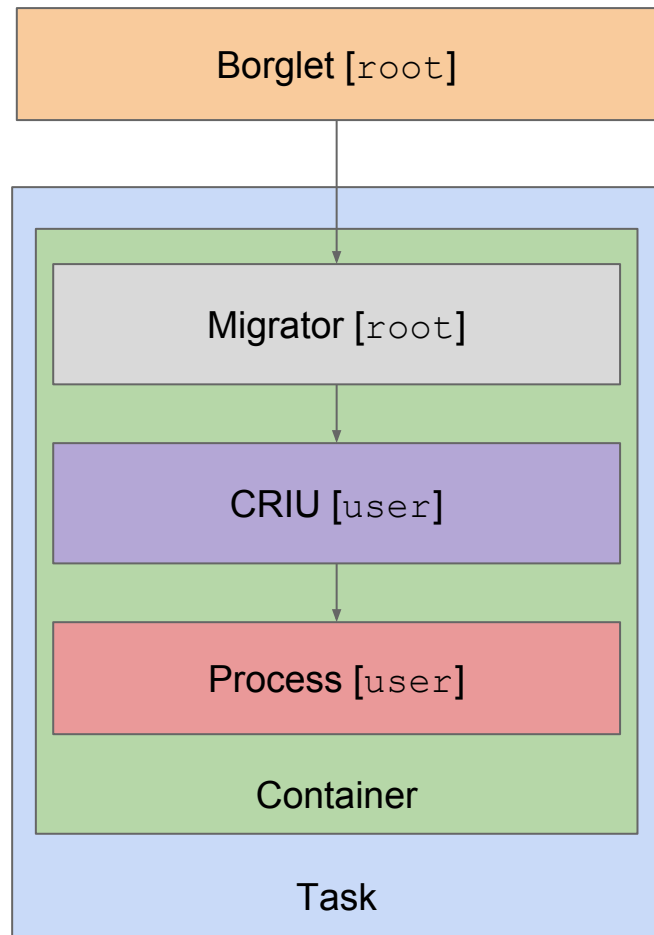 Borglet [root]
Migrator [root]
CRIU [user]
Process [user]
Container
Task